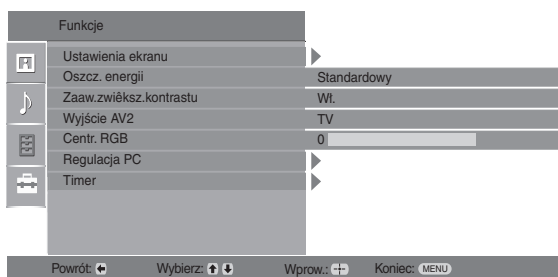 Funkcje
Ustawienia ekranu
Oszcz. energii Standardowy
Zaaw.zwiêksz.kontrastu Wł.
Wyjście AV2 TV
Centr. RGB 0
Regulacja PC
Timer
Powrót: Wybierz: Wprow.: Koniec: MENU